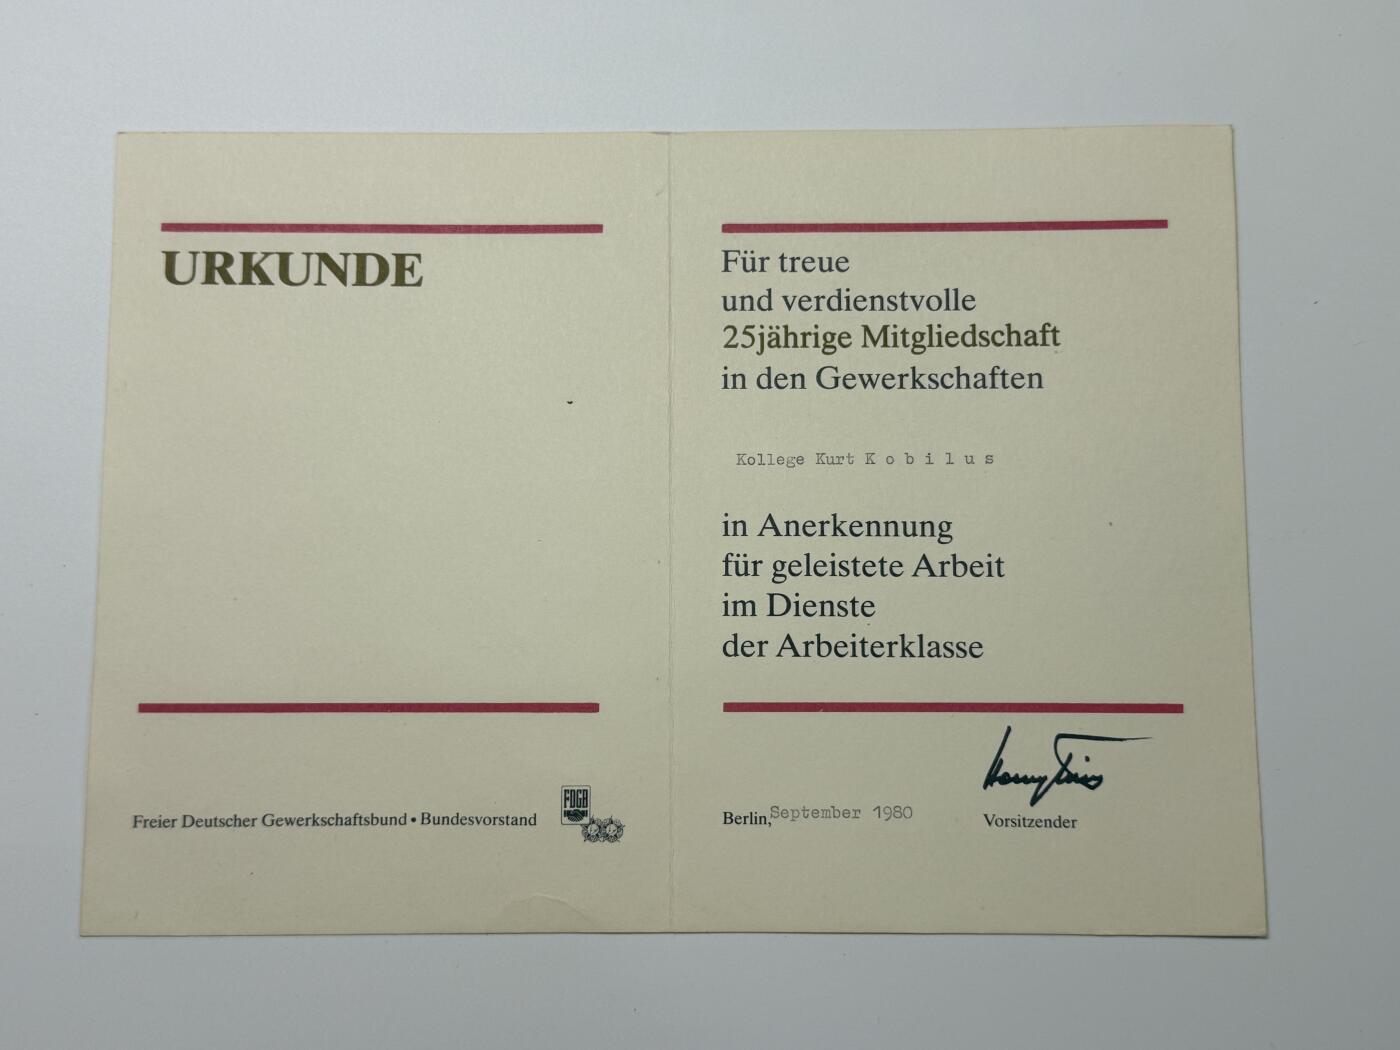 URKUNDE
Freier Deutscher Gewerkschaftsbund • Bundesvorstand
FDGB
Für treue
und verdienstvolle
25jährige Mitgliedschaft
in den Gewerkschaften
Kollege Kurt K o b i l u s
in Anerkennung
für geleistete Arbeit
im Dienste
der Arbeiterklasse
Berlin, September 1980
Vorsitzender